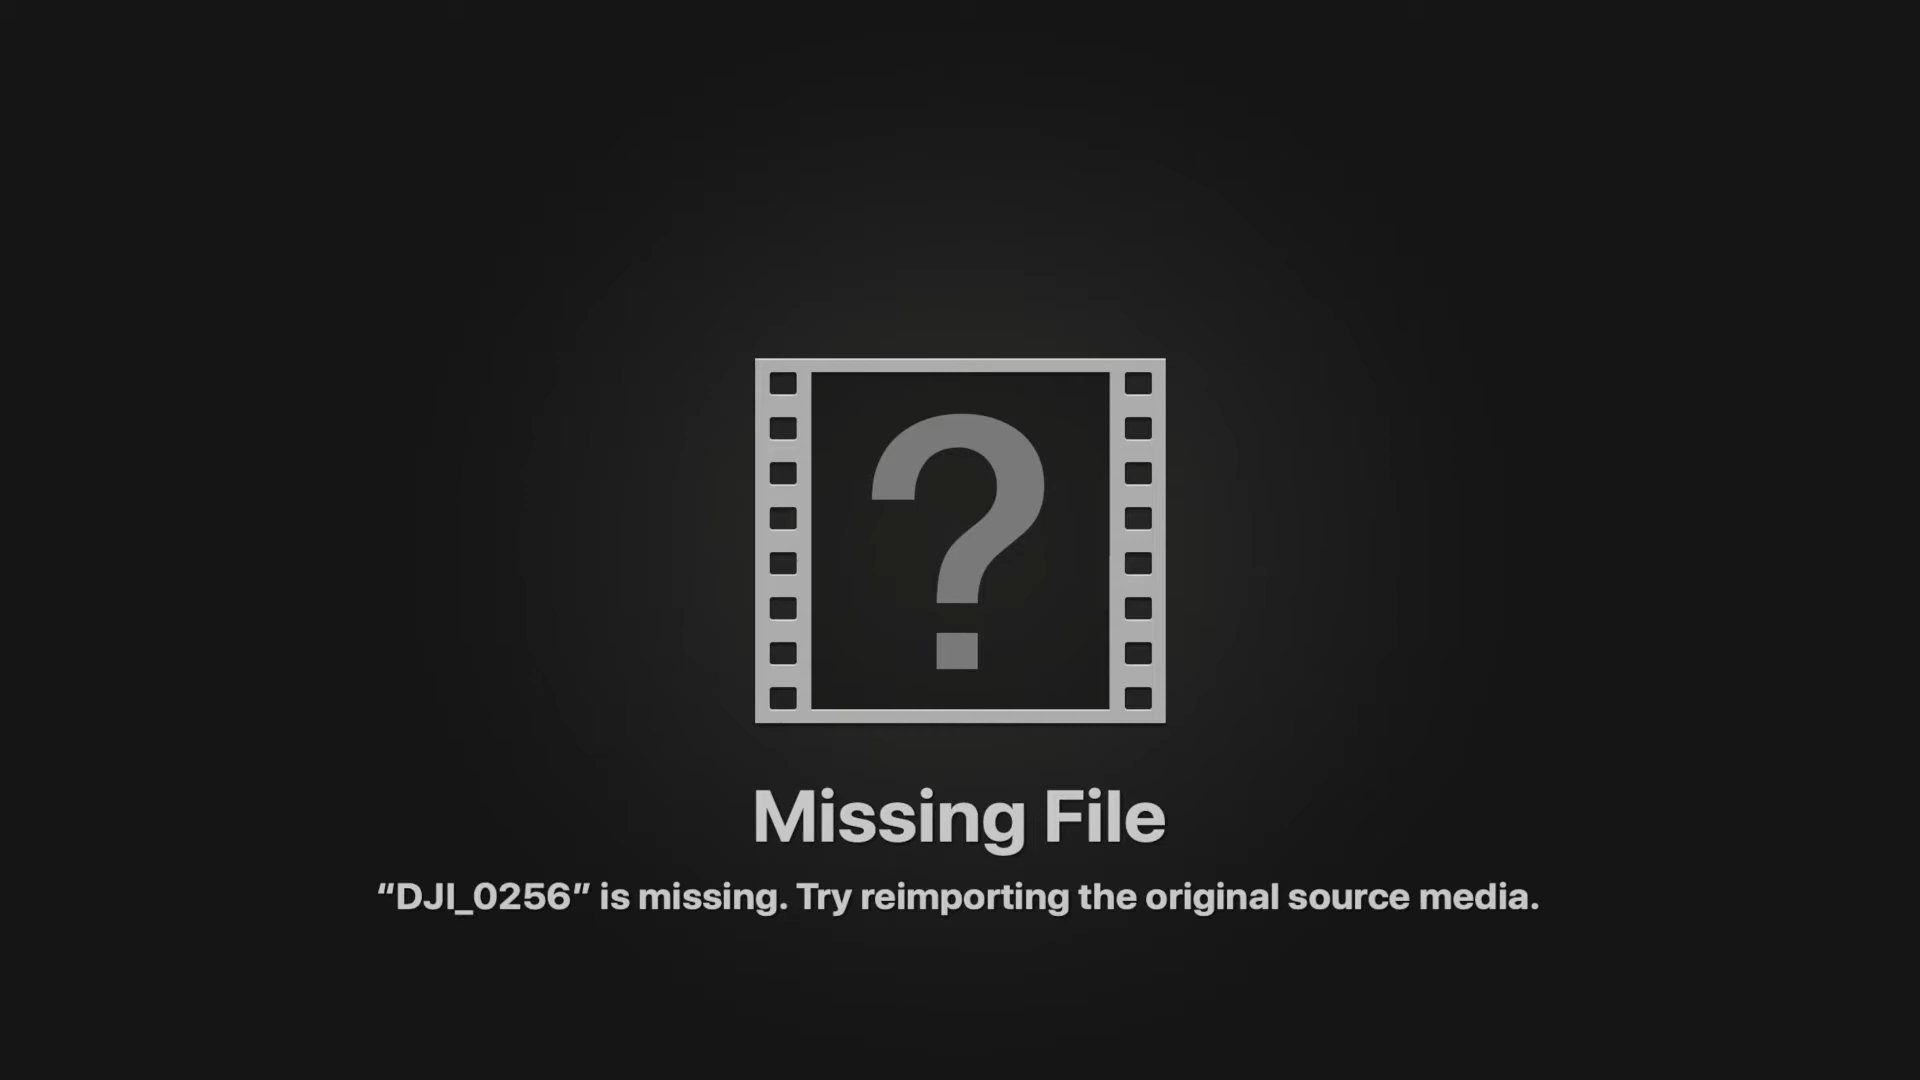 ?
Missing File
“DJI_0256” is missing. Try reimporting the original source media.